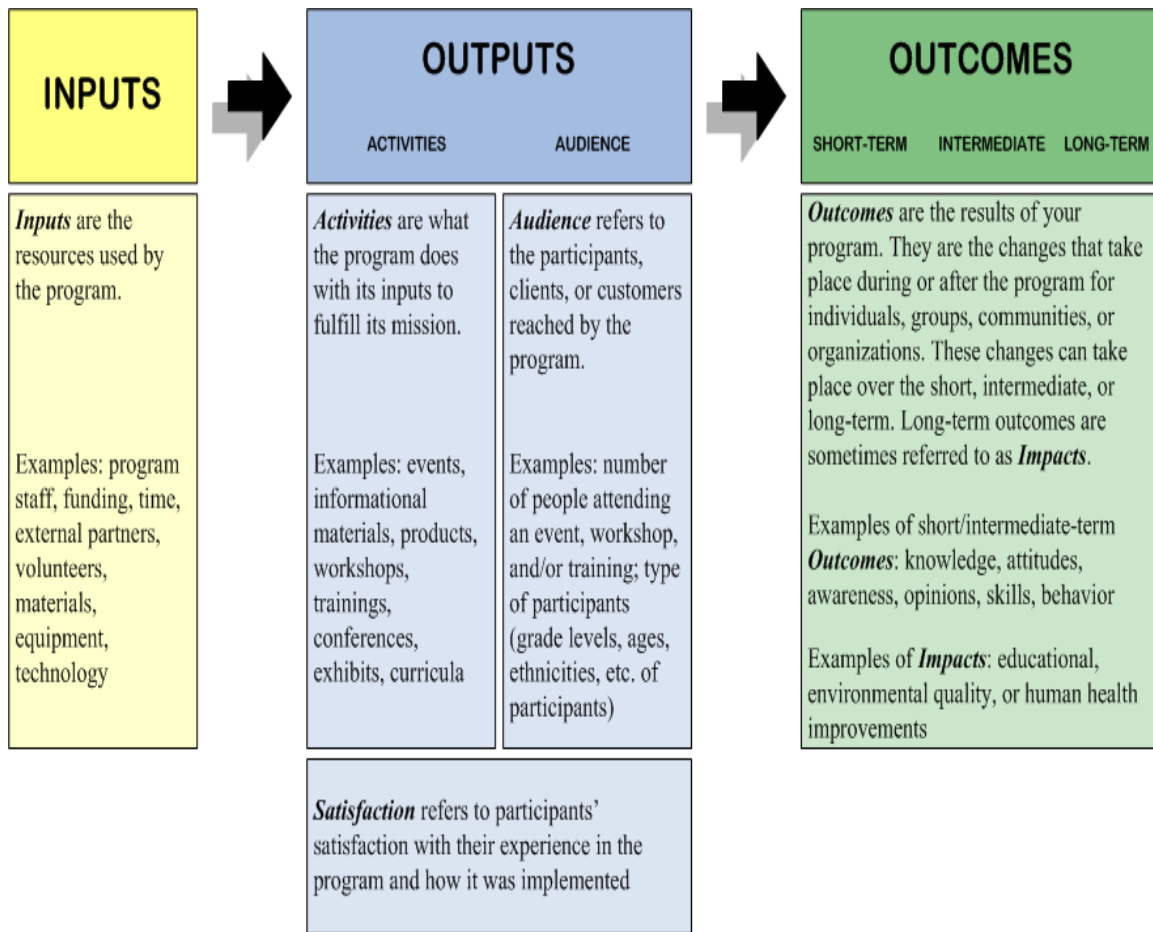 INPUTS
OUTPUTS
ACTIVITIES
AUDIENCE
OUTCOMES
SHORT-TERM
INTERMEDIATE
LONG-TERM
Inputs are the
resources used by
the program.
Examples: program
staff, funding, time,
external partners,
volunteers,
materials,
equipment,
technology
Activities are what
the program does
with its inputs to
fulfill its mission.
Examples: events,
informational
materials, products,
workshops,
trainings,
conferences,
exhibits, curricula
Audience refers to
the participants,
clients, or customers
reached by the
program.
Examples: number
of people attending
an event, workshop,
and/or training; type
of participants
(grade levels, ages,
ethnicities, etc. of
participants)
Satisfaction refers to participants’
satisfaction with their experience in the
program and how it was implemented
Outcomes are the results of your
program. They are the changes that take
place during or after the program for
individuals, groups, communities, or
organizations. These changes can take
place over the short, intermediate, or
long-term. Long-term outcomes are
sometimes referred to as Impacts.
Examples of short/intermediate-term
Outcomes: knowledge, attitudes,
awareness, opinions, skills, behavior
Examples of Impacts: educational,
environmental quality, or human health
improvements